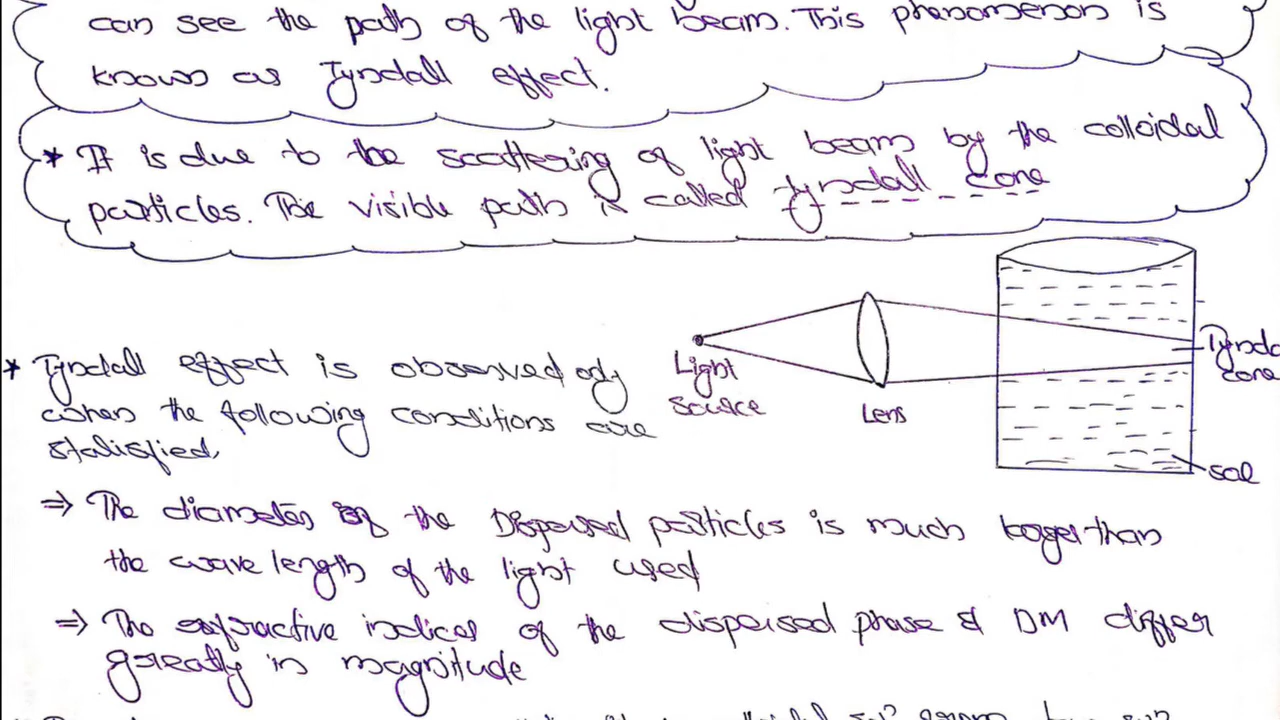 can see the path of the light beam. This phenomenon is
known as Tyndall effect.
* It is due to the scattering of light beam by the colloidal
particles. The visible path is called tyndall cone
* Tyndall effect is observed only
when the following conditions are
statisfied.
Light
source
Lens
Tynda
cone
sol
⇒ The diameter of the Dispersed particles is much larger than
the wave length of the light used
⇒ The refractive indices of the dispersed phase & DM differ
greatly in magnitude